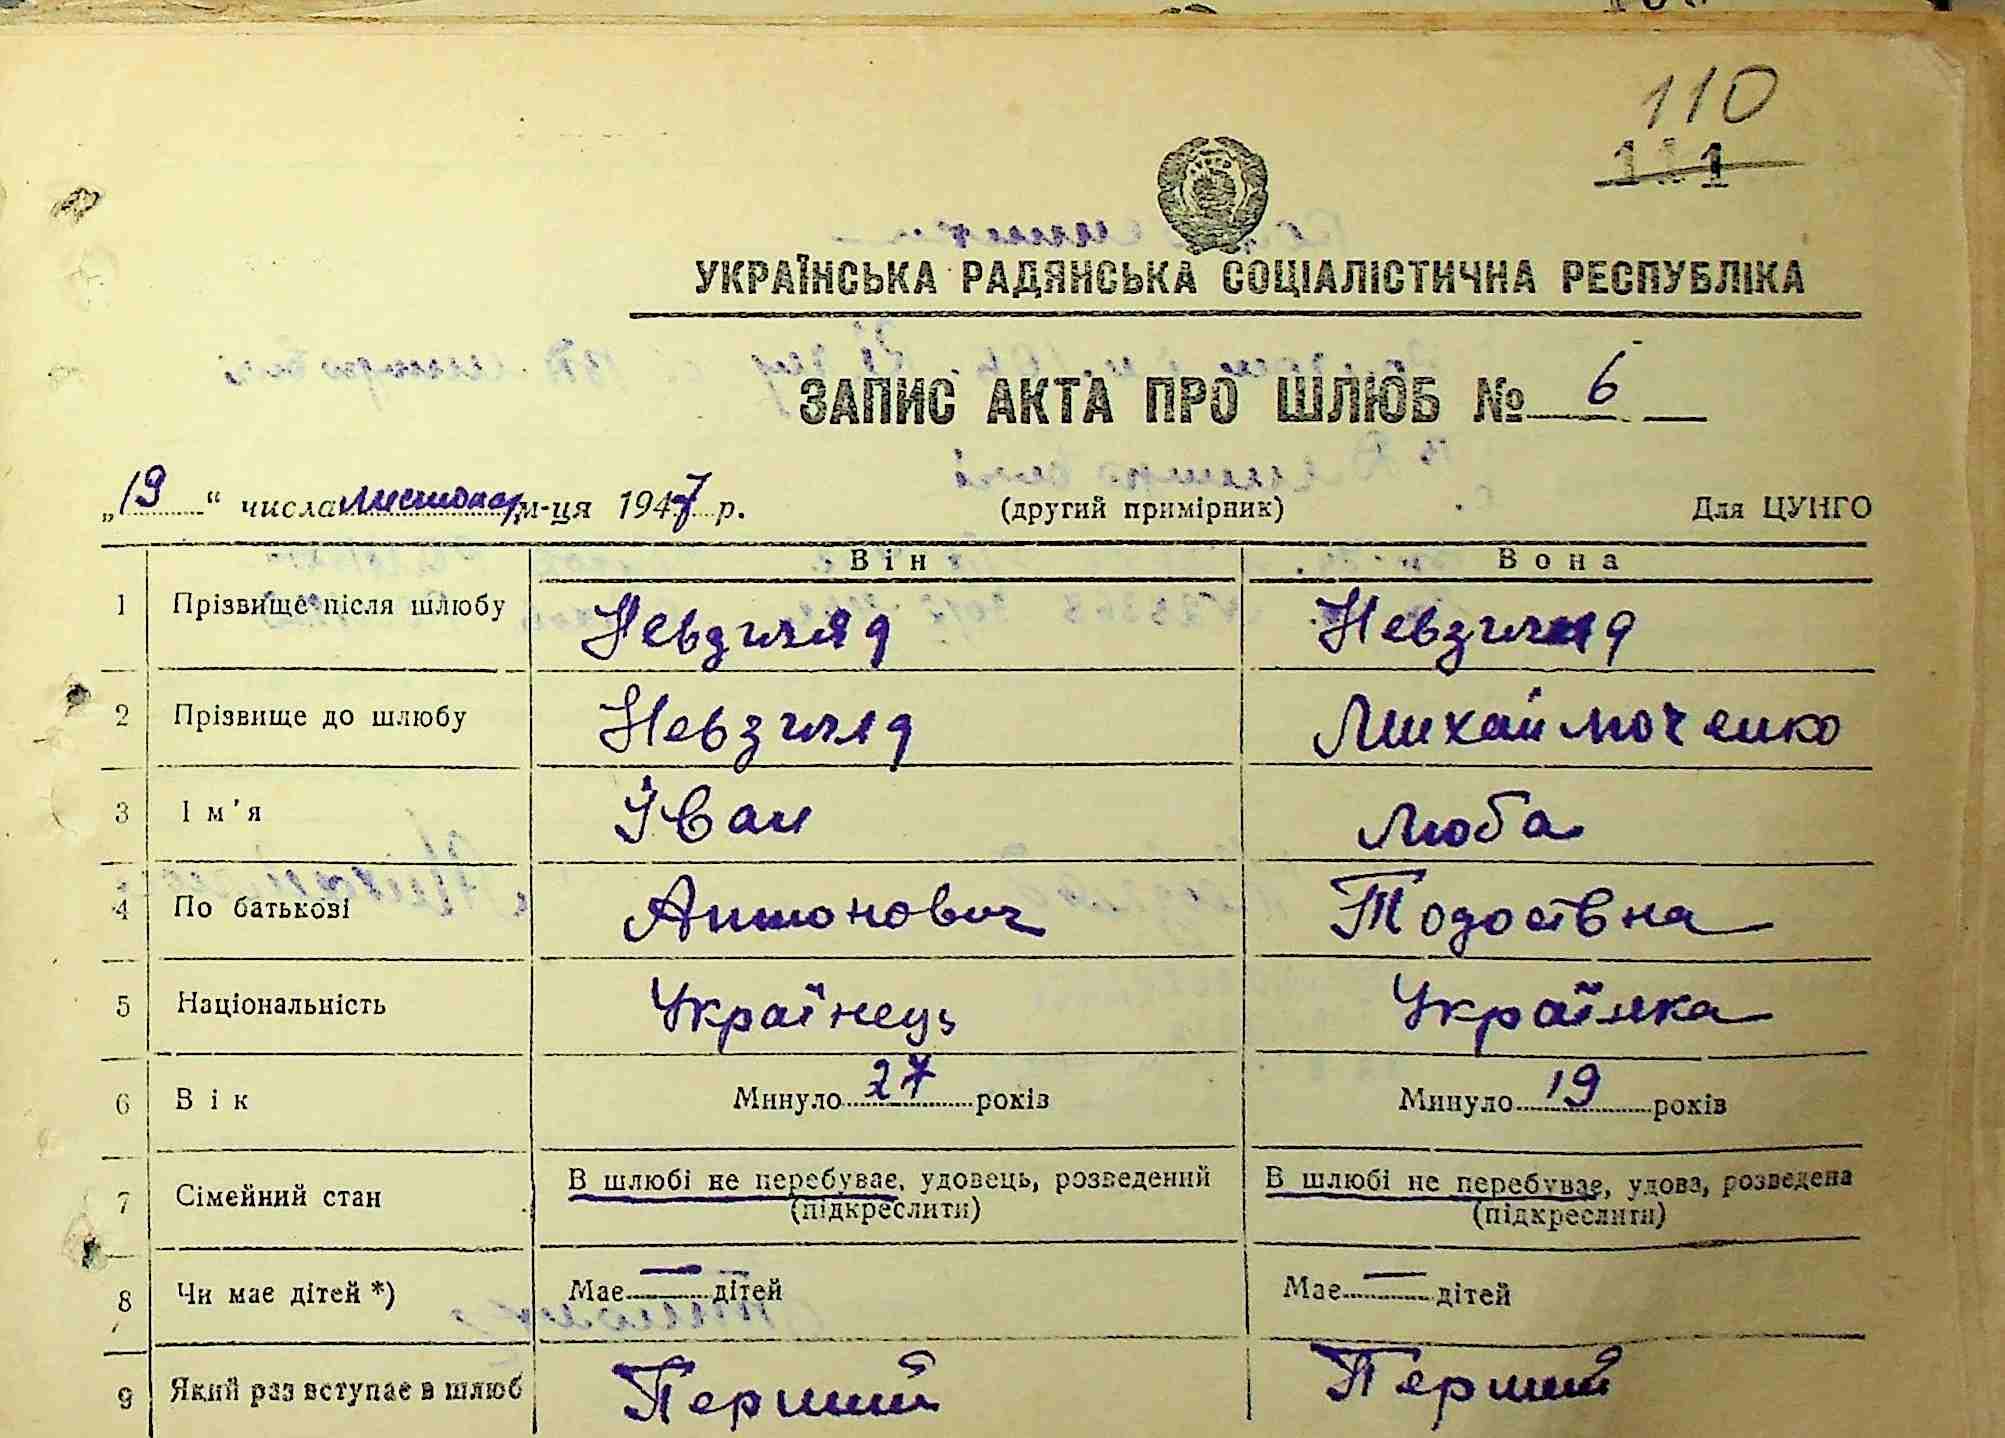 110
111
УКРАЇНСЬКА РАДЯНСЬКА СОЦІАЛІСТИЧНА РЕСПУБЛІКА
ЗАПИС АКТА ПРО ШЛЮБ № 6
„19“ числа листопад м-ця 1947 р. (другий примірник) Для ЦУНГО
Він Вона
1 Прізвище після шлюбу Невзгляд Невзгляд
2 Прізвище до шлюбу Невзгляд Михайлюченко
3 Ім'я Іван Люба
4 По батькові Антонович Тодосівна
5 Національність Українець Українка
6 Вік Минуло 27 років Минуло 19 років
7 Сімейний стан В шлюбі не перебуває, удовець, розведений В шлюбі не перебуває, удова, розведена
(підкреслити) (підкреслити)
8 Чи має дітей *) Має — дітей Має — дітей
9 Який раз вступає в шлюб Перший Перший